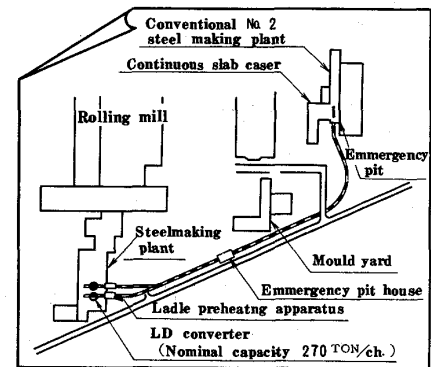 Conventional No. 2
steel making plant
Continuous slab caser
Rolling mill
Emmergency
pit
Steelmaking
plant
Mould yard
Emmergency pit house
Ladle preheatng apparatus
LD converter
(Nominal capacity 270 TON/ch.)